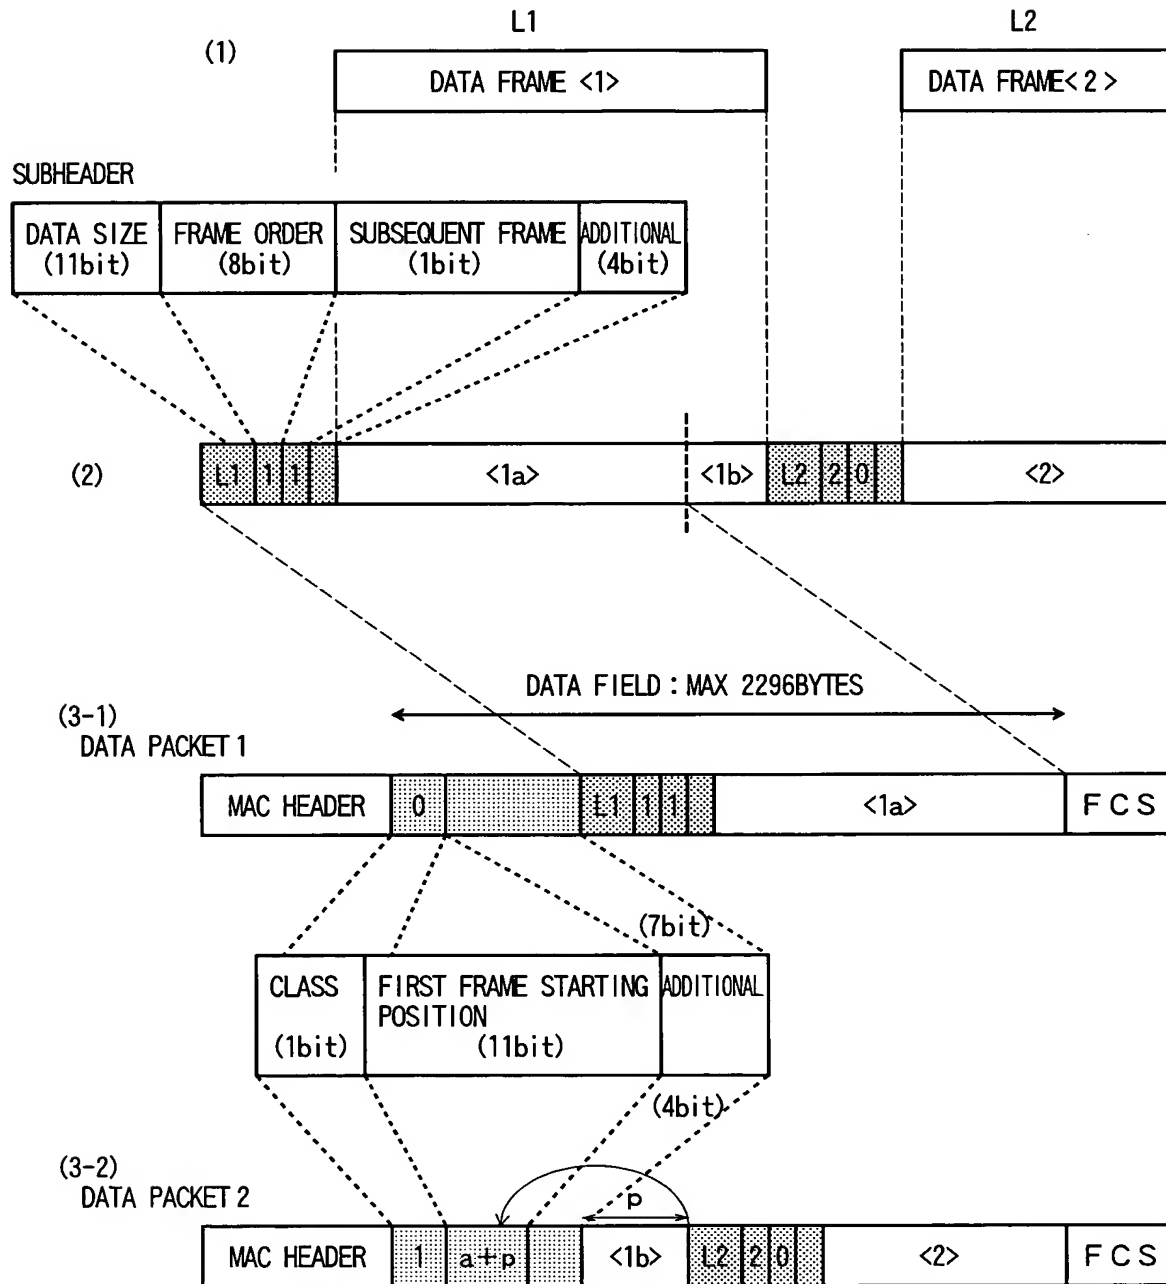 L1 L2
(1)
DATA FRAME <1> DATA FRAME<2>
SUBHEADER
DATA SIZE (11bit) FRAME ORDER (8bit) SUBSEQUENT FRAME (1bit) ADDITIONAL (4bit)
(2)
L1 1 1 <1a> <1b> L2 2 0 <2>
DATA FIELD : MAX 2296BYTES
(3-1)
DATA PACKET 1
MAC HEADER 0 L1 1 1 <1a> FCS
(7bit)
CLASS (1bit) FIRST FRAME STARTING POSITION (11bit) ADDITIONAL
(4bit)
(3-2)
DATA PACKET 2
p
MAC HEADER 1 a+p <1b> L2 2 0 <2> FCS